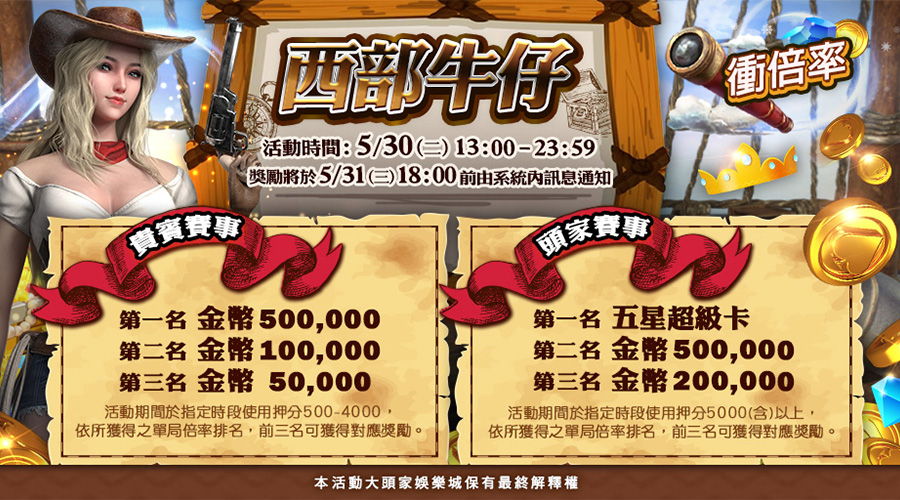 西部牛仔
衝倍率
活動時間：5/30(二) 13:00-23:59
獎勵將於5/31(三)18:00前由系統內訊息通知
貴賓賽事
第一名 金幣 500,000
第二名 金幣 100,000
第三名 金幣 50,000
活動期間於指定時段使用押分500-4000，
依所獲得之單局倍率排名，前三名可獲得對應獎勵。
頭家賽事
第一名 五星超級卡
第二名 金幣 500,000
第三名 金幣 200,000
活動期間於指定時段使用押分5000(含)以上，
依所獲得之單局倍率排名，前三名可獲得對應獎勵。
本活動大頭家娛樂城保有最終解釋權